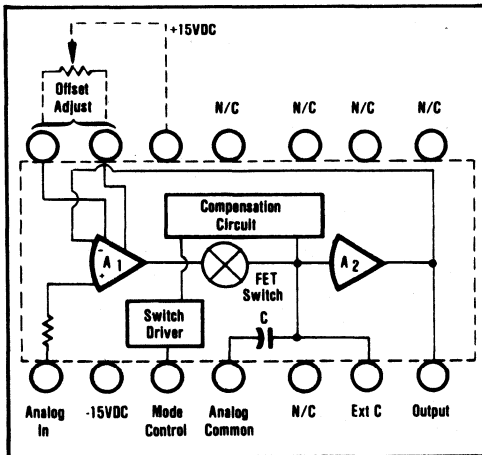 +15VDC
Offset
Adjust
N/C
N/C
N/C
N/C
Compensation
Circuit
-
A1
+
FET
Switch
A2
Switch
Driver
C
Analog
In
-15VDC
Mode
Control
Analog
Common
N/C
Ext C
Output